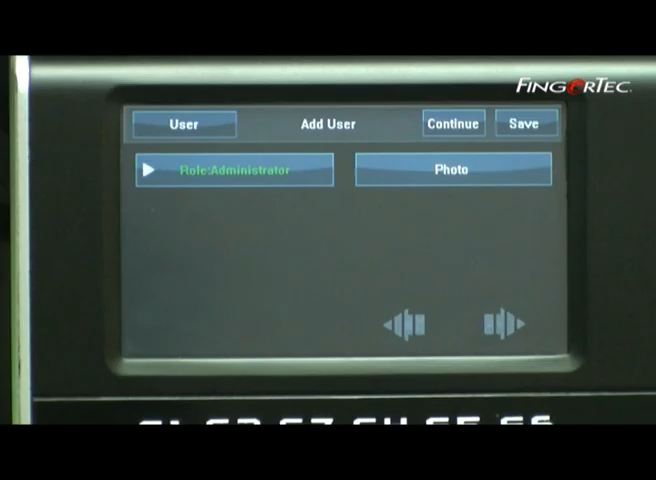 FINGERTEC
User Add User Continue Save
Role:Administrator Photo